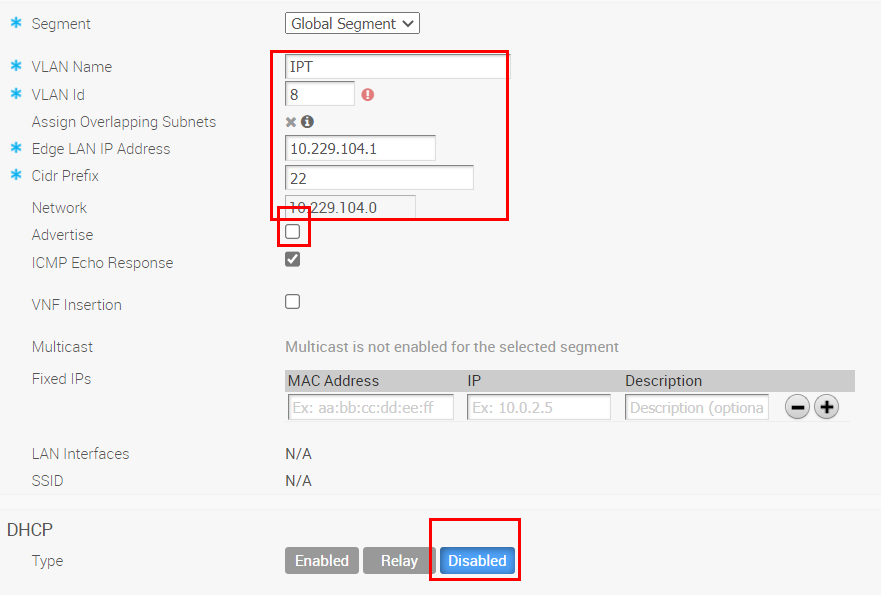 * Segment Global Segment
* VLAN Name IPT
* VLAN Id 8
Assign Overlapping Subnets
* Edge LAN IP Address 10.229.104.1
* Cidr Prefix 22
Network 10.229.104.0
Advertise
ICMP Echo Response
VNF Insertion
Multicast Multicast is not enabled for the selected segment
Fixed IPs MAC Address IP Description
Ex: aa:bb:cc:dd:ee:ff Ex: 10.0.2.5 Description (optiona
LAN Interfaces N/A
SSID N/A
DHCP
Type Enabled Relay Disabled